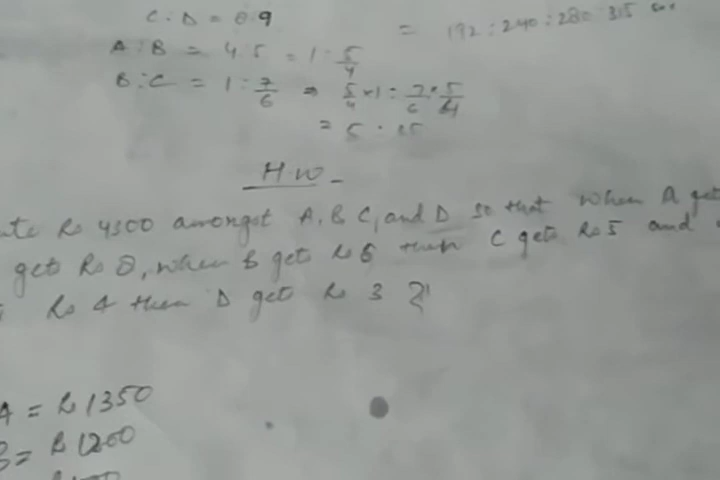 C : D = 8.9
= 192 : 240 : 280 : 315
A : B = 4.5 = 1 : 5/4
B : C = 1 : 7/6 ⇒ 5/4 × 1 : 7/6 × 5/4
= 5 .
H.W
Rs 4500 amongst A, B C, and D so that when A get
gets Rs 8, when B get Rs 6 then C gets Rs 5 and
Rs 4 then D get Rs 3 ?
A = Rs 1350
B = Rs 1200